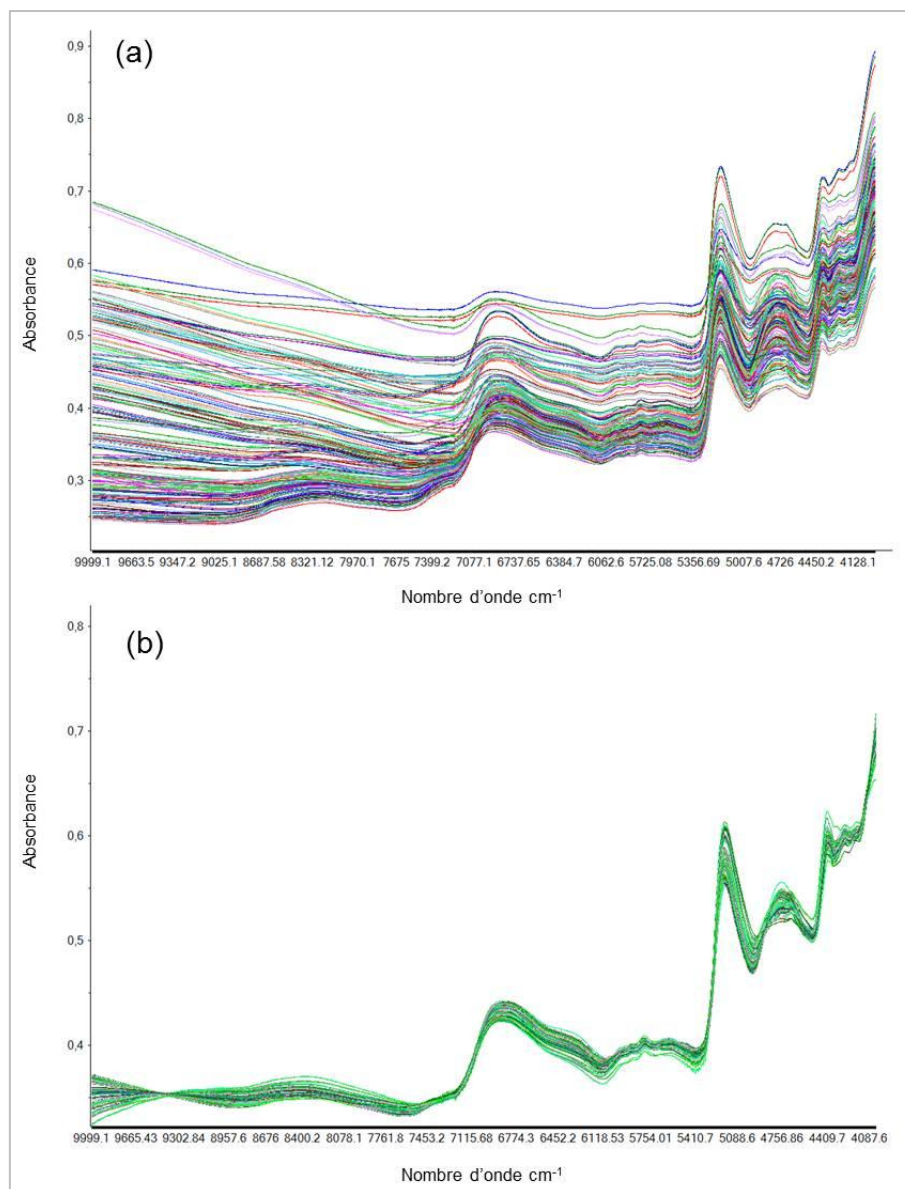 (a)
0,9
0,8
0,7
0,6
0,5
0,4
0,3
Absorbance
9999.1 9663.5 9347.2 9025.1 8687.58 8321.12 7970.1 7675 7399.2 7077.1 6737.65 6384.7 6062.6 5725.08 5356.69 5007.6 4726 4450.2 4128.1
Nombre d'onde cm-1
(b)
0,8
0,7
0,6
0,5
0,4
Absorbance
9999.1 9665.43 9302.84 8957.6 8676 8400.2 8078.1 7761.8 7453.2 7115.68 6774.3 6452.2 6118.53 5754.01 5410.7 5088.6 4756.86 4409.7 4087.6
Nombre d'onde cm-1